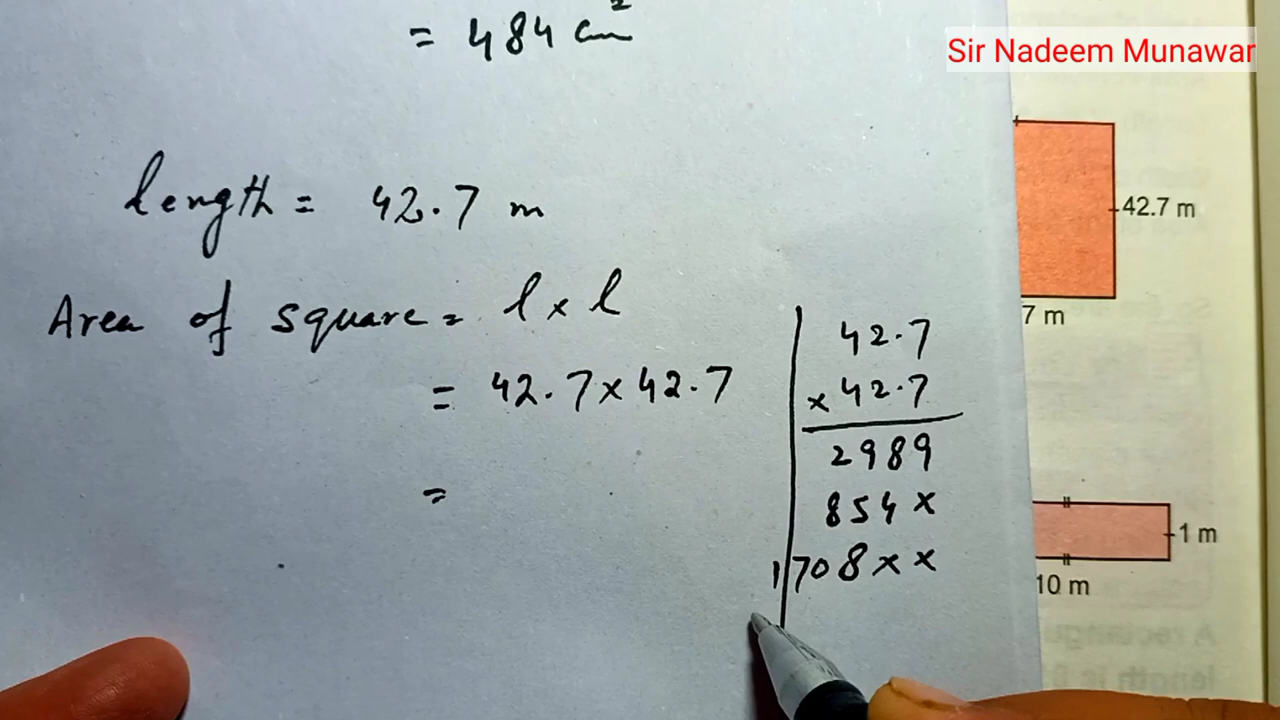 = 484 cm²
Sir Nadeem Munawar
length = 42.7 m
Area of square = l × l
= 42.7 × 42.7
=
42.7
× 42.7
2989
854×
1708××
42.7 m
7 m
1 m
10 m